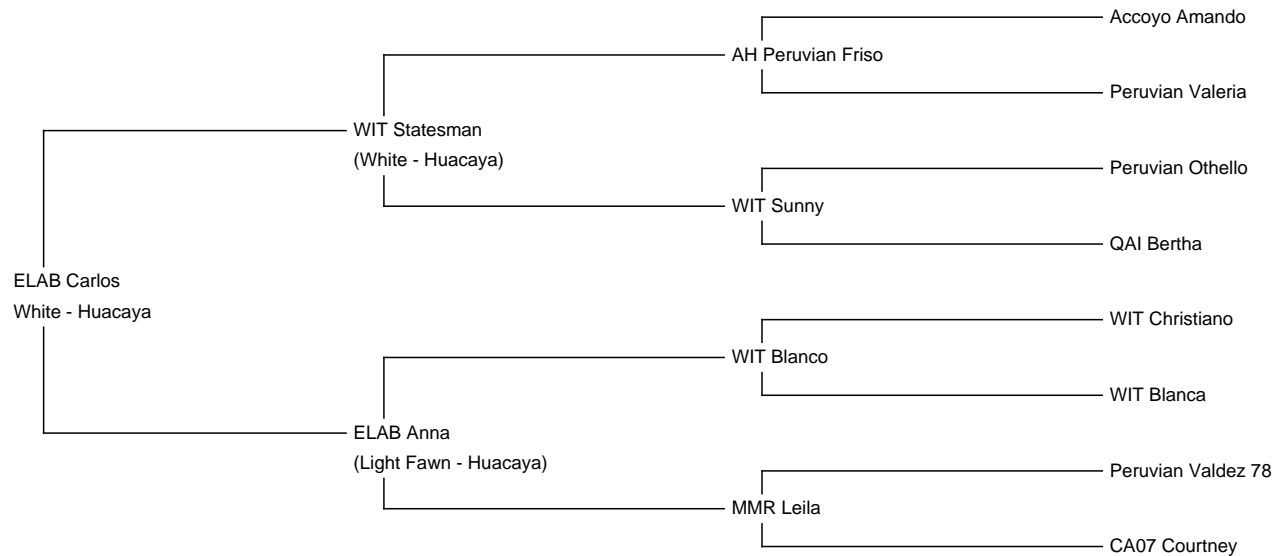 Accoyo Amando
AH Peruvian Friso
Peruvian Valeria
WIT Statesman
(White - Huacaya)
Peruvian Othello
WIT Sunny
QAI Bertha
ELAB Carlos
White - Huacaya
WIT Christiano
WIT Blanco
WIT Blanca
ELAB Anna
(Light Fawn - Huacaya)
Peruvian Valdez 78
MMR Leila
CA07 Courtney